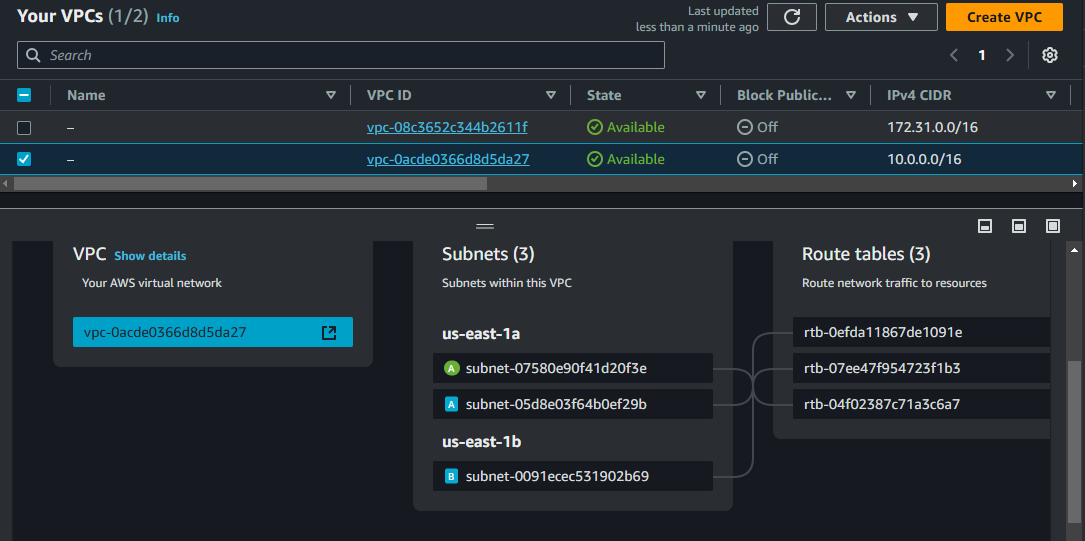 Your VPCs (1/2) Info
Last updated
less than a minute ago
Actions
Create VPC
Search
1
Name VPC ID State Block Public... IPv4 CIDR
– vpc-08c3652c344b2611f Available Off 172.31.0.0/16
– vpc-0acde0366d8d5da27 Available Off 10.0.0.0/16
VPC Show details
Your AWS virtual network
vpc-0acde0366d8d5da27
Subnets (3)
Subnets within this VPC
us-east-1a
A subnet-07580e90f41d20f3e
A subnet-05d8e03f64b0ef29b
us-east-1b
B subnet-0091ecec531902b69
Route tables (3)
Route network traffic to resources
rtb-0efda11867de1091e
rtb-07ee47f954723f1b3
rtb-04f02387c71a3c6a7